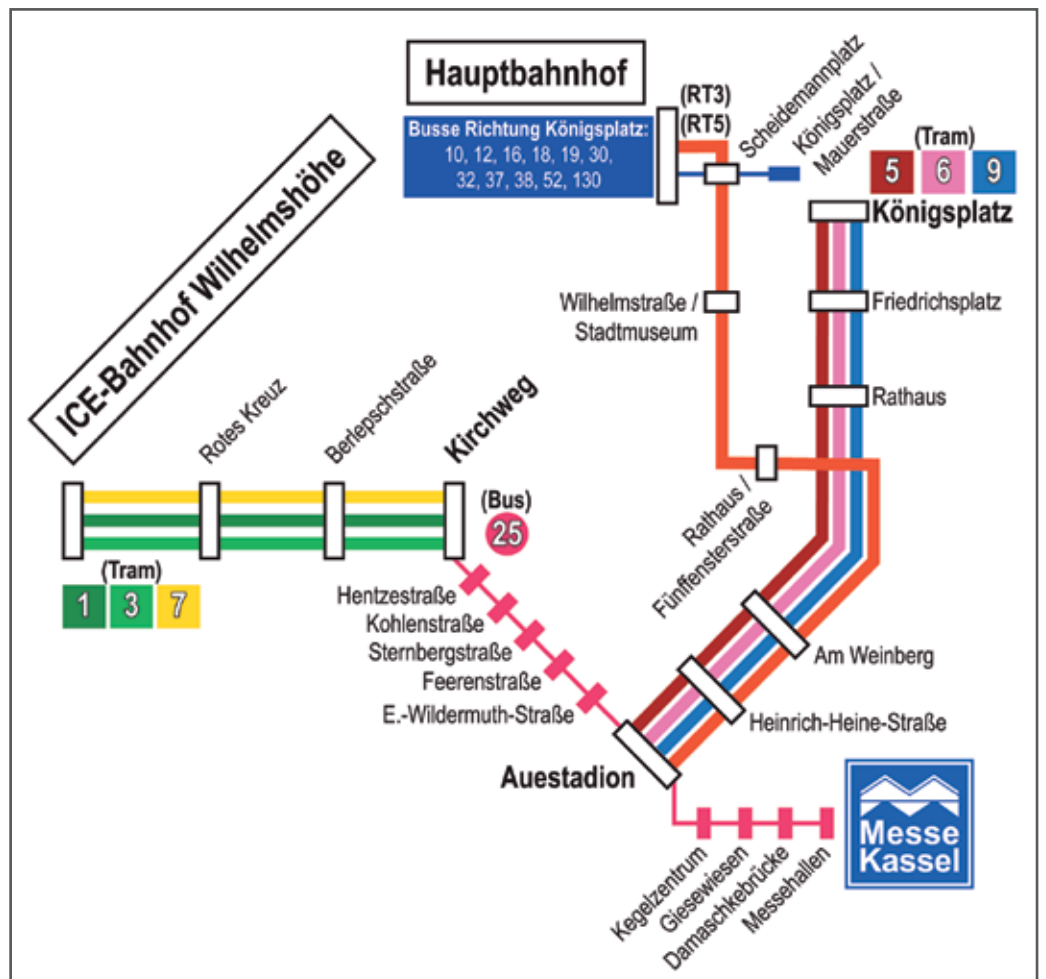 Hauptbahnhof
Busse Richtung Königsplatz:
10, 12, 16, 18, 19, 30,
32, 37, 38, 52, 130
(RT3)
(RT5)
Scheidemannplatz
Königsplatz /
Mauerstraße
(Tram)
5 6 9
Königsplatz
Friedrichsplatz
Rathaus
Wilhelmstraße /
Stadtmuseum
Rathaus /
Fünffensterstraße
Am Weinberg
Heinrich-Heine-Straße
ICE-Bahnhof Wilhelmshöhe
Rotes Kreuz
Berlepschstraße
Kirchweg
(Tram)
1 3 7
(Bus)
25
Hentzestraße
Kohlenstraße
Sternbergstraße
Feerenstraße
E.-Wildermuth-Straße
Auestadion
Kegelzentrum
Giesewiesen
Damaschkebrücke
Messehallen
Messe
Kassel